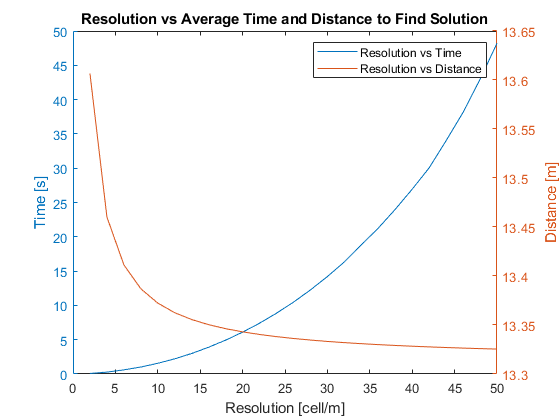 Resolution vs Average Time and Distance to Find Solution
Resolution vs Time
Resolution vs Distance
Time [s]
50
45
40
35
30
25
20
15
10
5
0
13.65
13.6
13.55
13.5
13.45
13.4
13.35
13.3
Distance [m]
0 5 10 15 20 25 30 35 40 45 50
Resolution [cell/m]